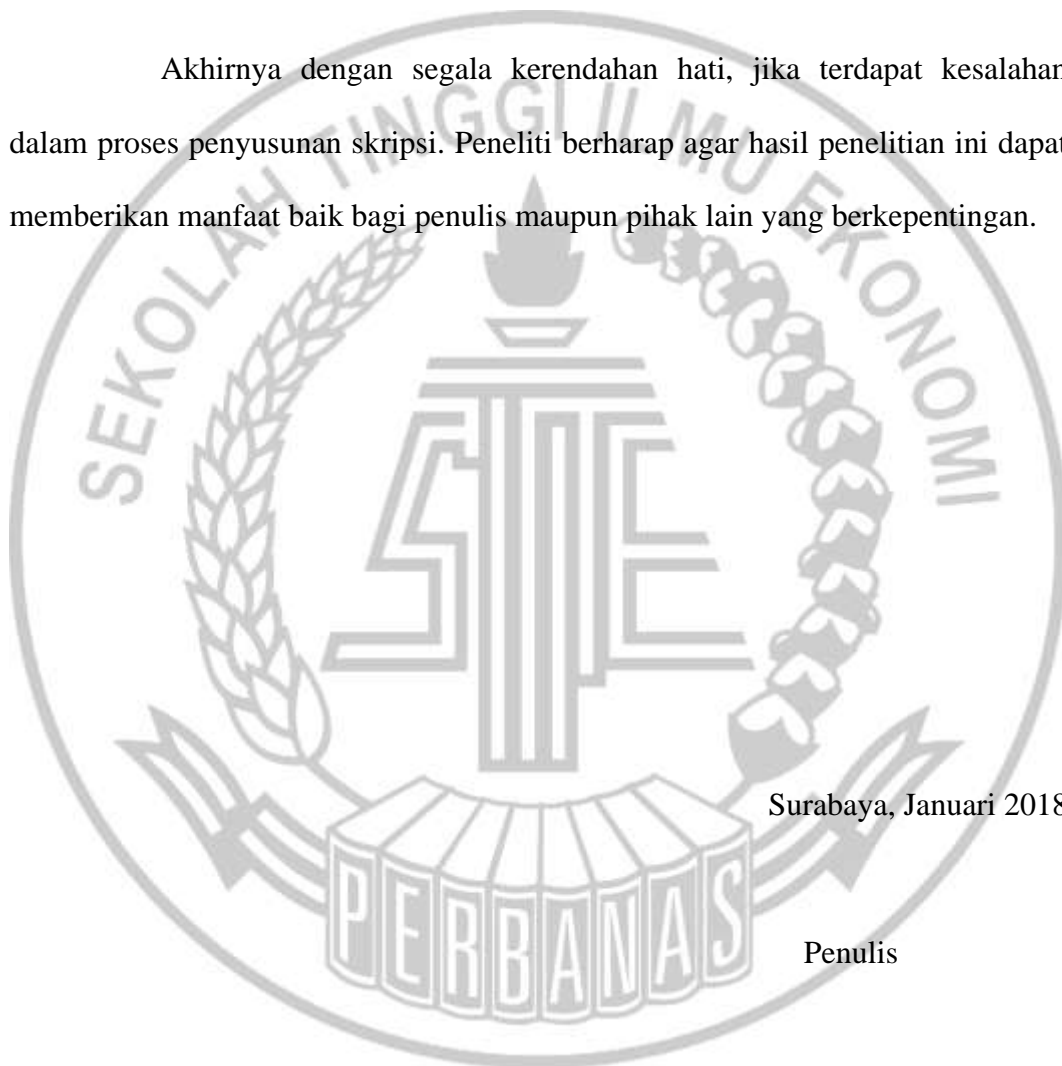 Akhirnya dengan segala kerendahan hati, jika terdapat kesalahan
dalam proses penyusunan skripsi. Peneliti berharap agar hasil penelitian ini dapat
memberikan manfaat baik bagi penulis maupun pihak lain yang berkepentingan.
SEKOLAH TINGGI ILMU EKONOMI
STIE
Surabaya, Januari 2018
PERBANAS
Penulis